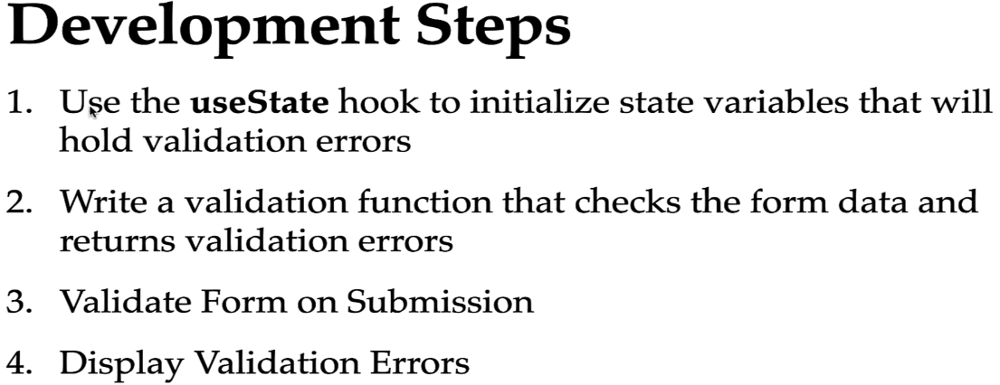 Development Steps
1. Use the useState hook to initialize state variables that will
hold validation errors
2. Write a validation function that checks the form data and
returns validation errors
3. Validate Form on Submission
4. Display Validation Errors